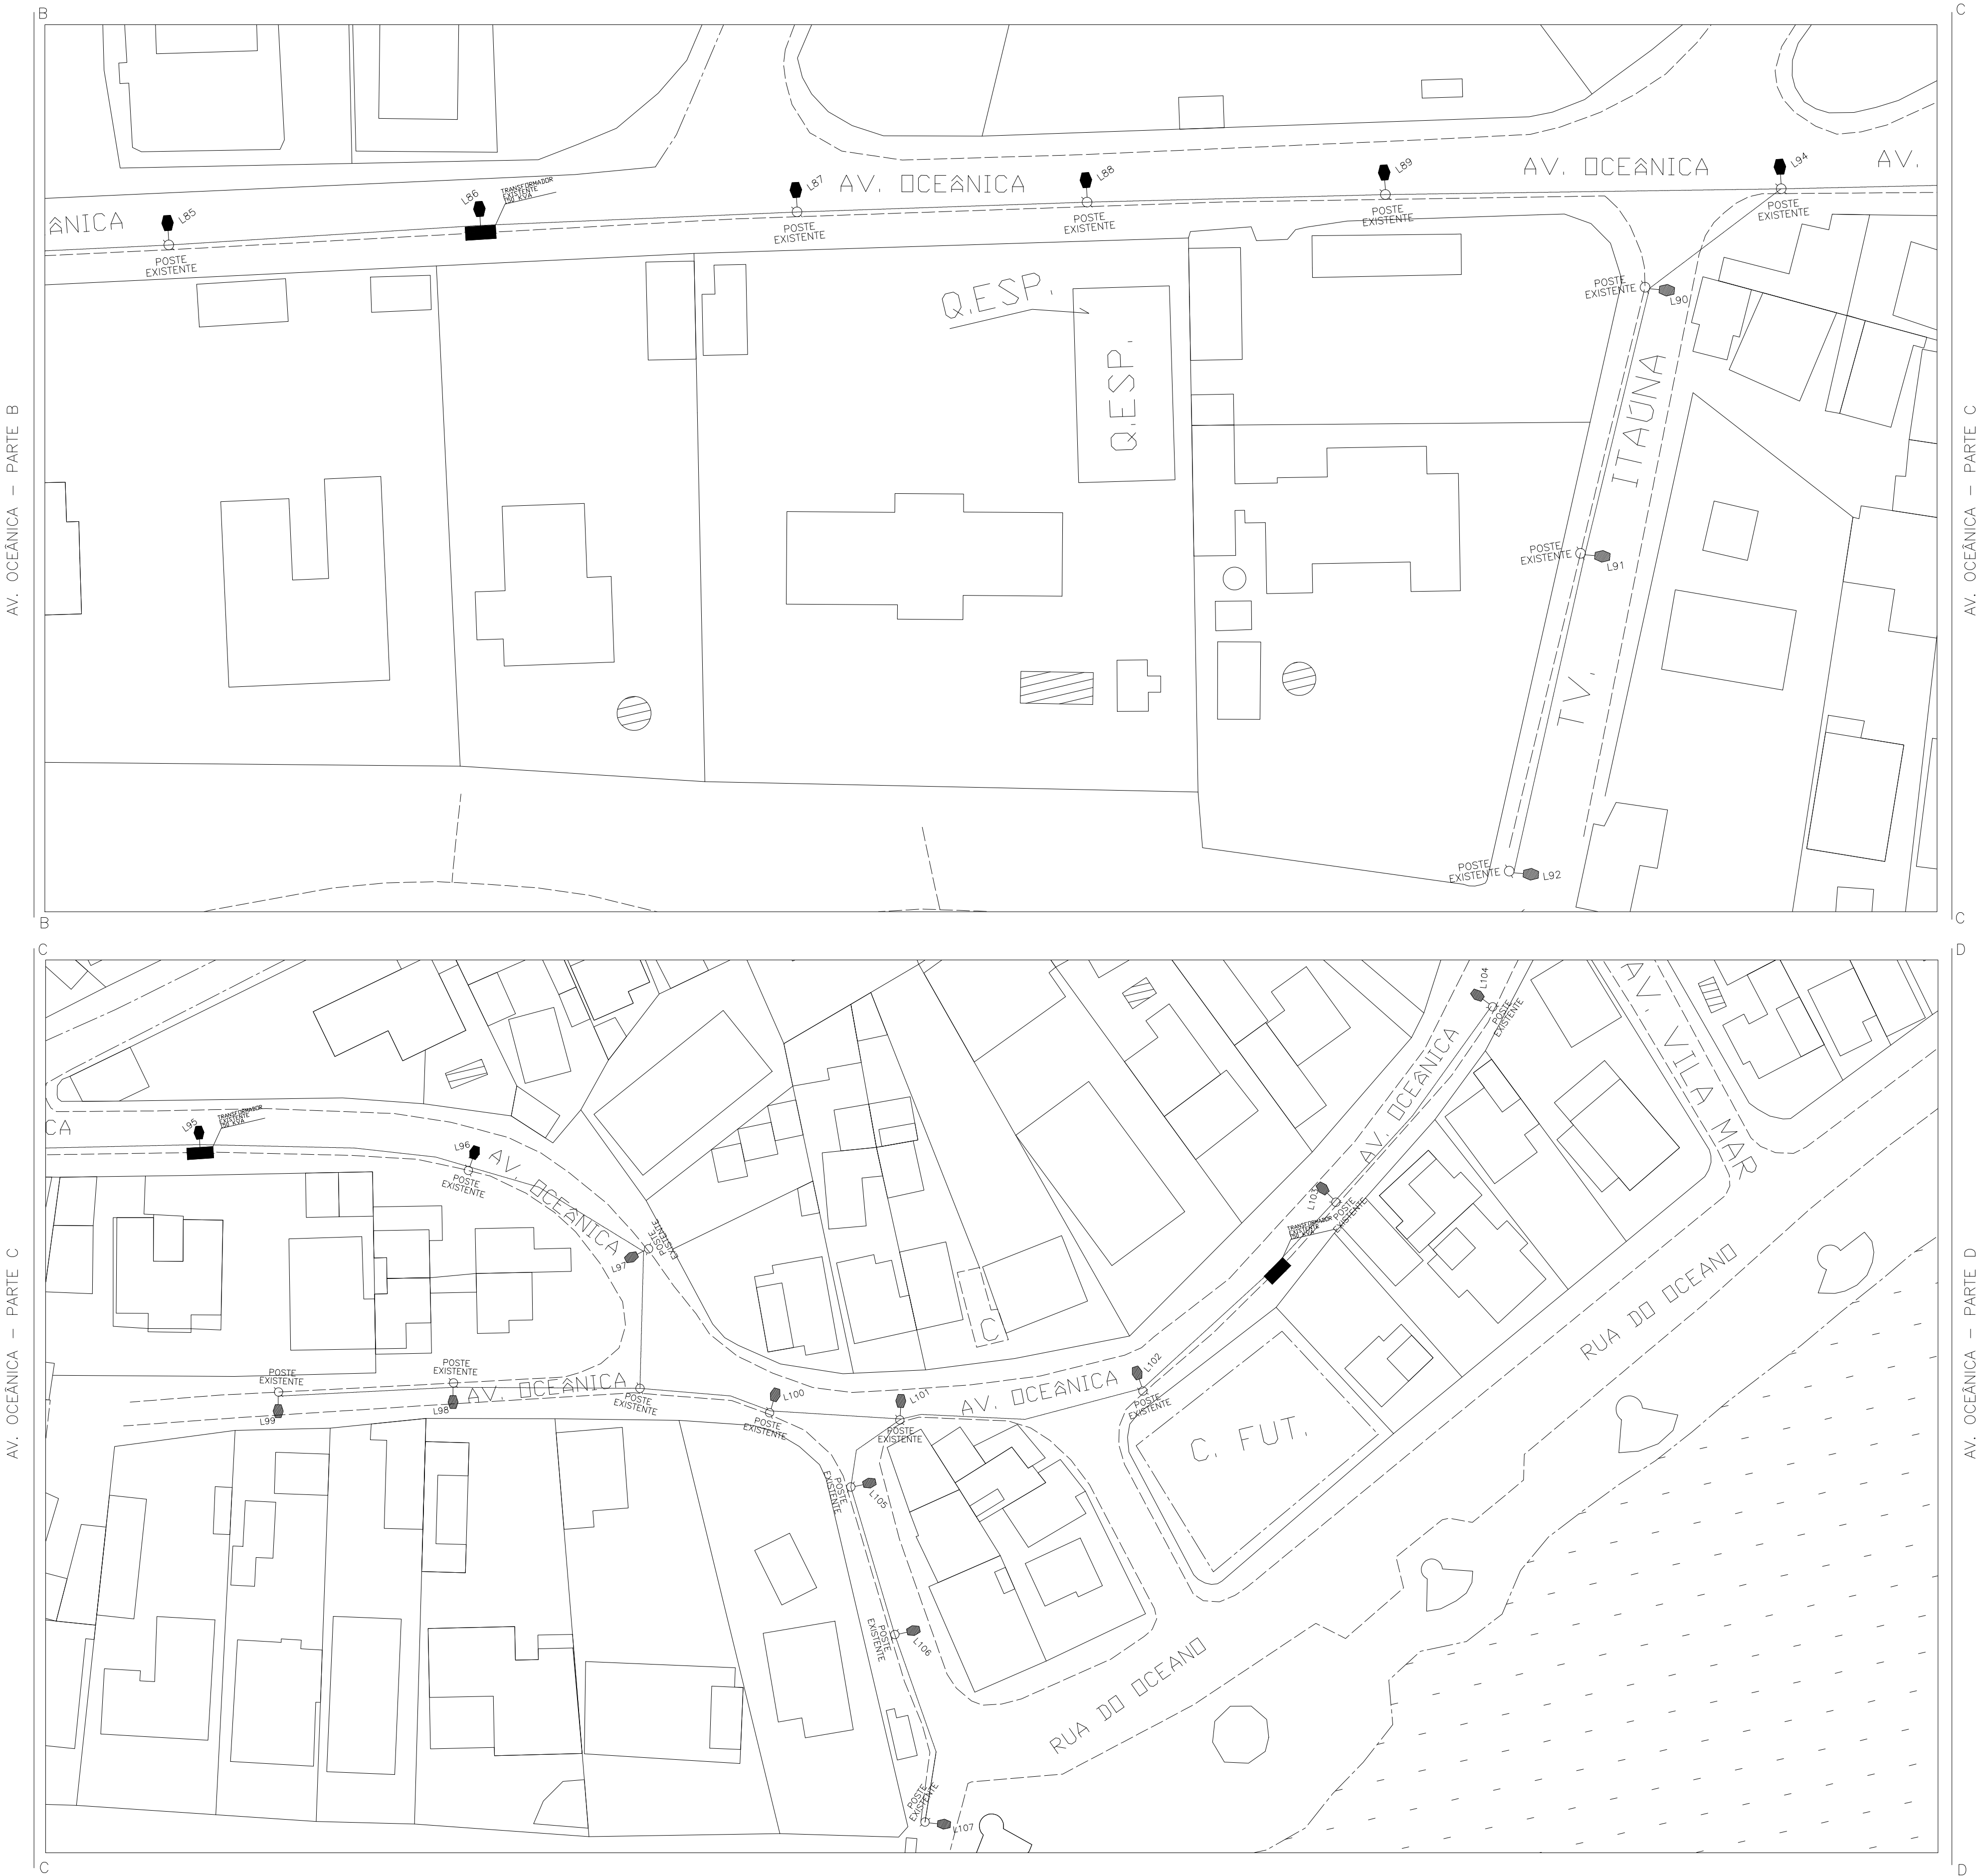 B
C
AV. OCEÂNICA
AV.
L85
L86
TRANSFORMADOR
EXISTENTE
L87
AV. OCEÂNICA
L88
L89
L94
ÂNICA
POSTE
EXISTENTE
POSTE
EXISTENTE
POSTE
EXISTENTE
POSTE
EXISTENTE
POSTE
EXISTENTE
Q.ESP.
Q.ESP.
POSTE
EXISTENTE
L90
TV. ITAÚNA
POSTE
EXISTENTE
L91
POSTE
EXISTENTE
L92
AV. OCEÂNICA - PARTE B
AV. OCEÂNICA - PARTE C
B
C
C
D
L104
POSTE
EXISTENTE
AV. VILA MAR
AV. OCEÂNICA
CA
L95
TRANSFORMADOR
EXISTENTE
L96
POSTE
EXISTENTE
AV. OCEÂNICA
POSTE
EXISTENTE
L97
L103
POSTE
EXISTENTE
TRANSFORMADOR
EXISTENTE
RUA DO OCEANO
C
POSTE
EXISTENTE
L99
POSTE
EXISTENTE
L98
AV. OCEÂNICA
POSTE
EXISTENTE
L100
POSTE
EXISTENTE
L101
POSTE
EXISTENTE
AV. OCEÂNICA
L102
POSTE
EXISTENTE
C. FUT.
POSTE
EXISTENTE
L105
POSTE
EXISTENTE
L106
RUA DO OCEANO
POSTE
EXISTENTE
L107
AV. OCEÂNICA - PARTE C
AV. OCEÂNICA - PARTE D
C
D